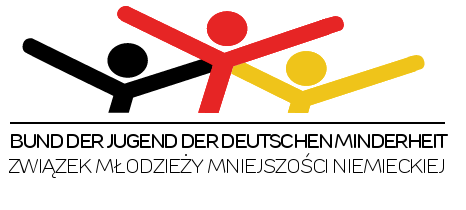 BUND DER JUGEND DER DEUTSCHEN MINDERHEIT
ZWIĄZEK MŁODZIEŻY MNIEJSZOŚCI NIEMIECKIEJ